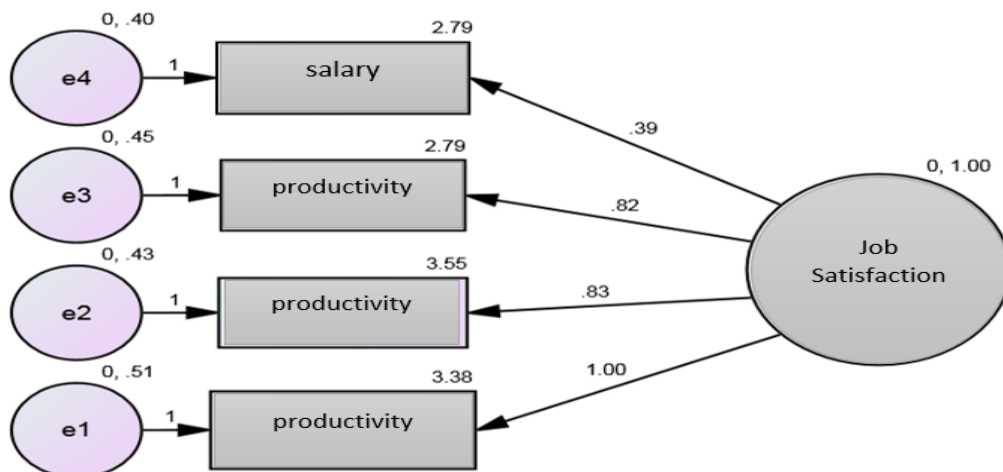 0, .40
2.79
e4
1
salary
.39
0, .45
2.79
e3
1
productivity
.82
0, 1.00
Job
Satisfaction
0, .43
3.55
e2
1
productivity
.83
0, .51
3.38
e1
1
productivity
1.00